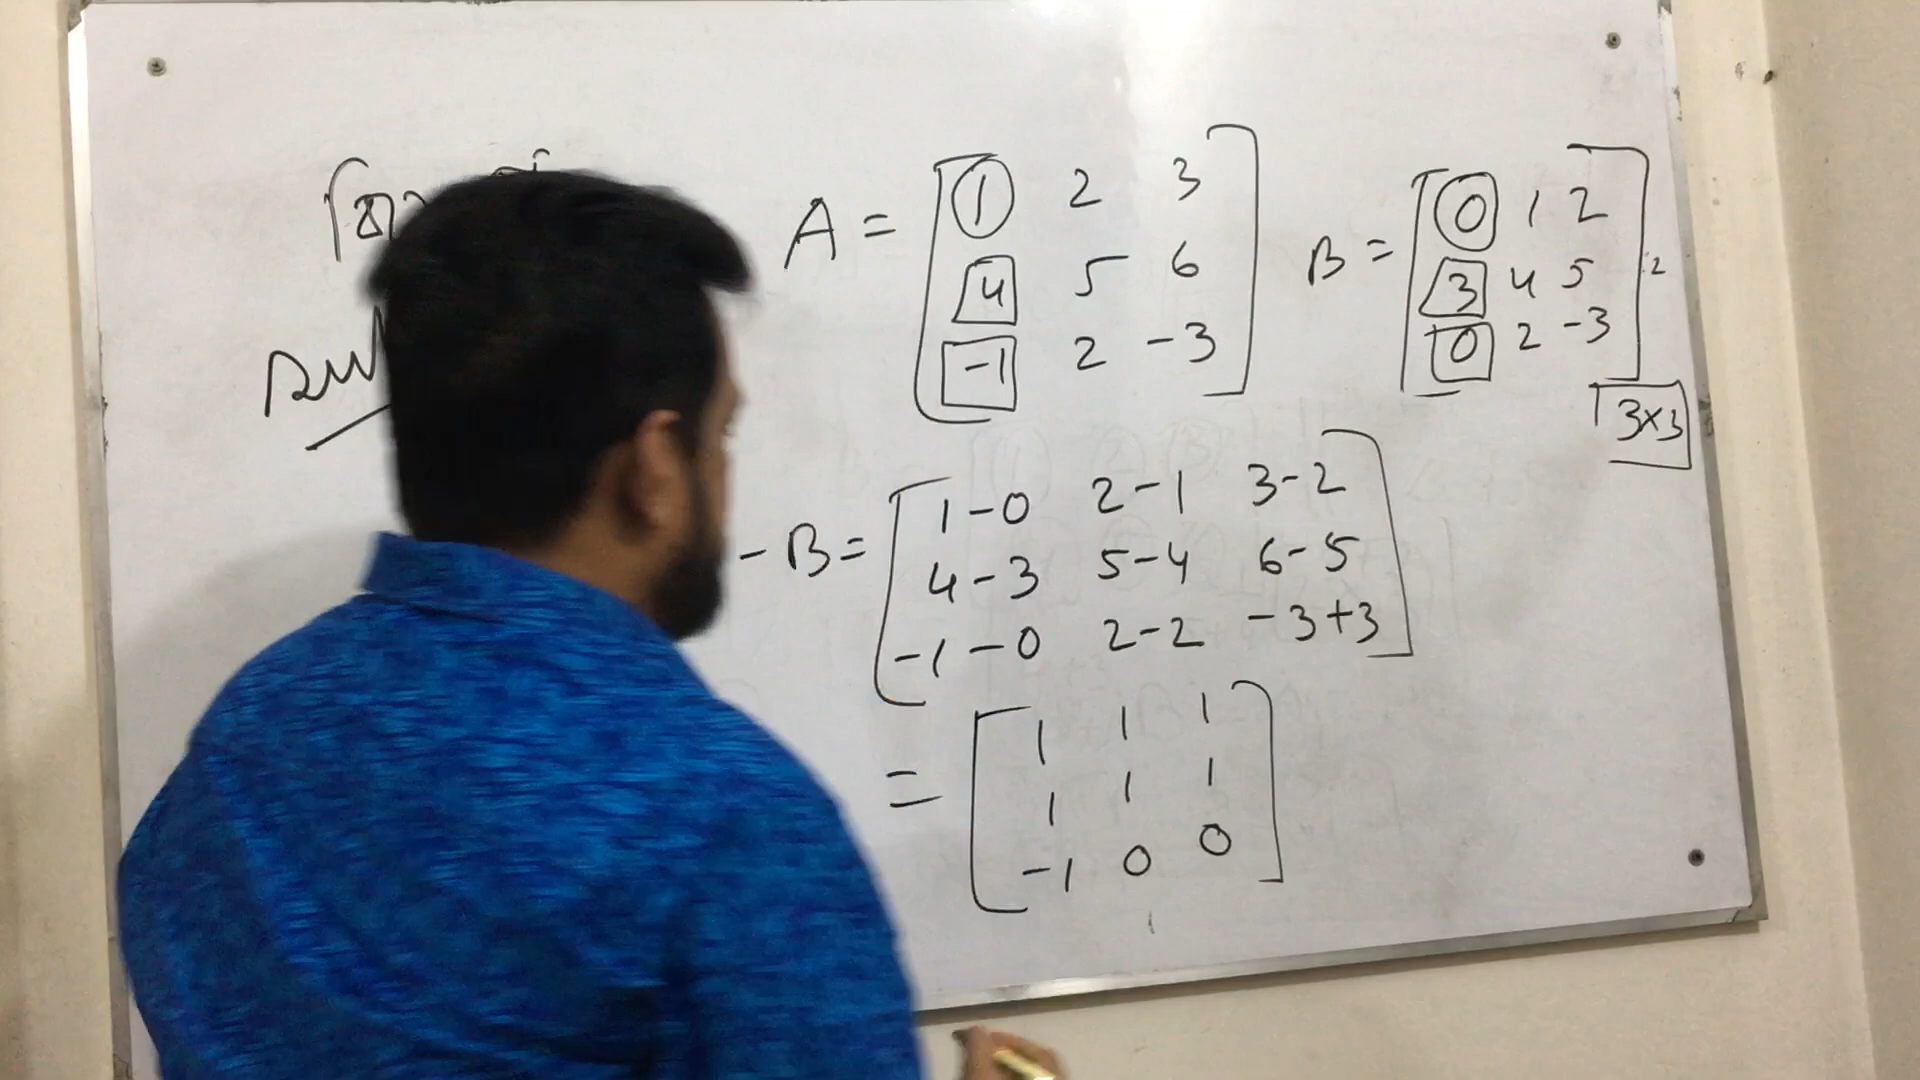 A = [ 1 2 3
4 5 6
-1 2 -3 ]
B = [ 0 1 2
3 4 5
0 2 -3 ]
3×3
- B = [ 1-0 2-1 3-2
4-3 5-4 6-5
-1-0 2-2 -3+3 ]
= [ 1 1 1
1 1 1
-1 0 0 ]